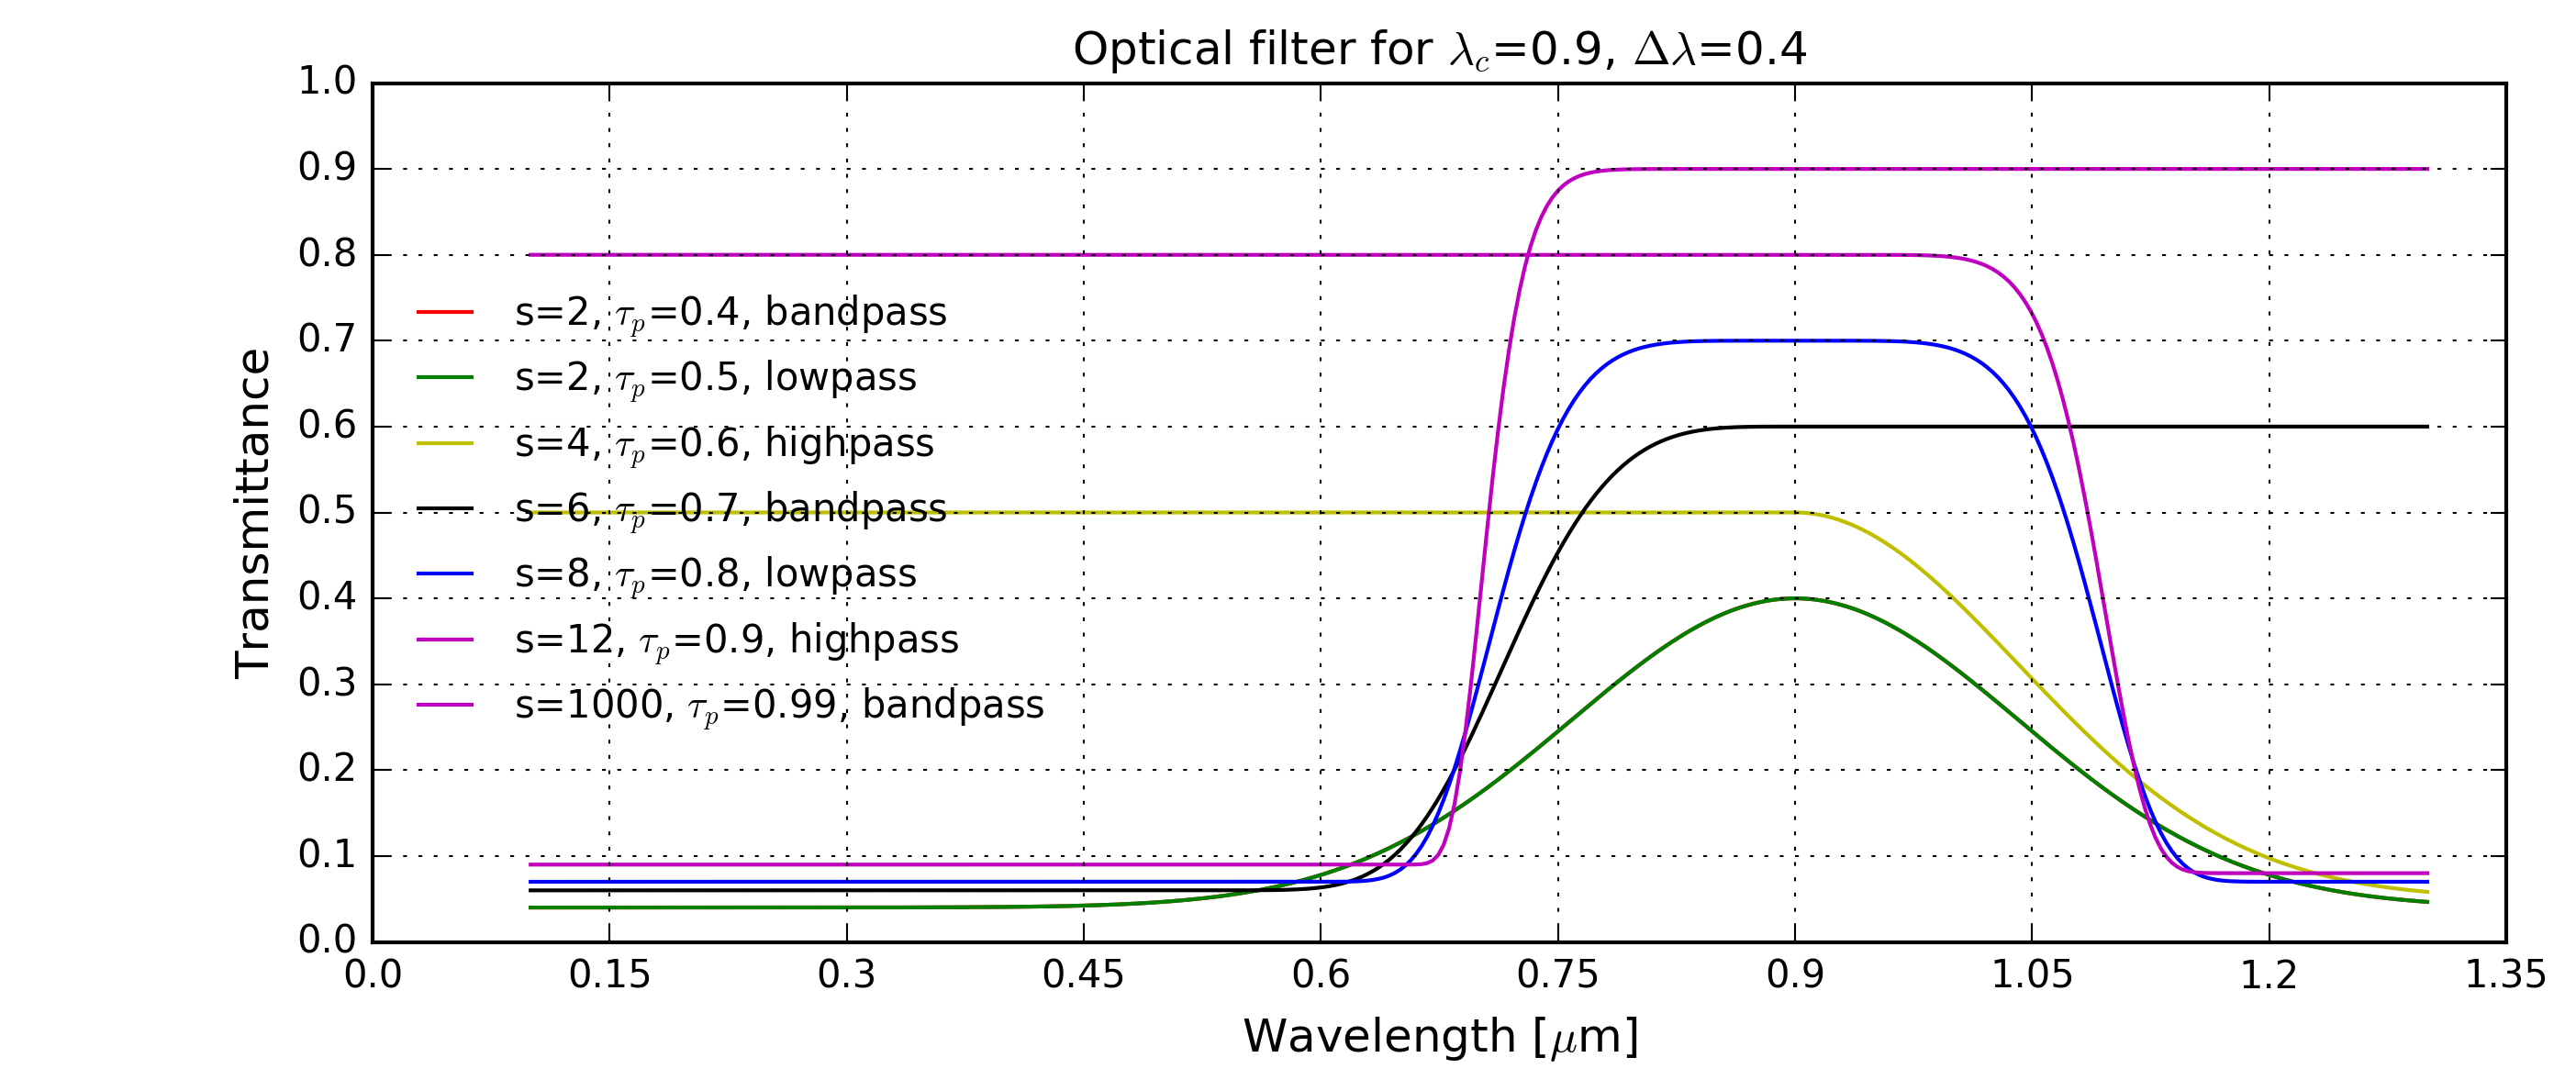 Optical filter for λc=0.9, Δλ=0.4
1.0
0.9
0.8
0.7
0.6
0.5
0.4
0.3
0.2
0.1
0.0
Transmittance
s=2, τp=0.4, bandpass
s=2, τp=0.5, lowpass
s=4, τp=0.6, highpass
s=6, τp=0.7, bandpass
s=8, τp=0.8, lowpass
s=12, τp=0.9, highpass
s=1000, τp=0.99, bandpass
0.0 0.15 0.3 0.45 0.6 0.75 0.9 1.05 1.2 1.35
Wavelength [μm]